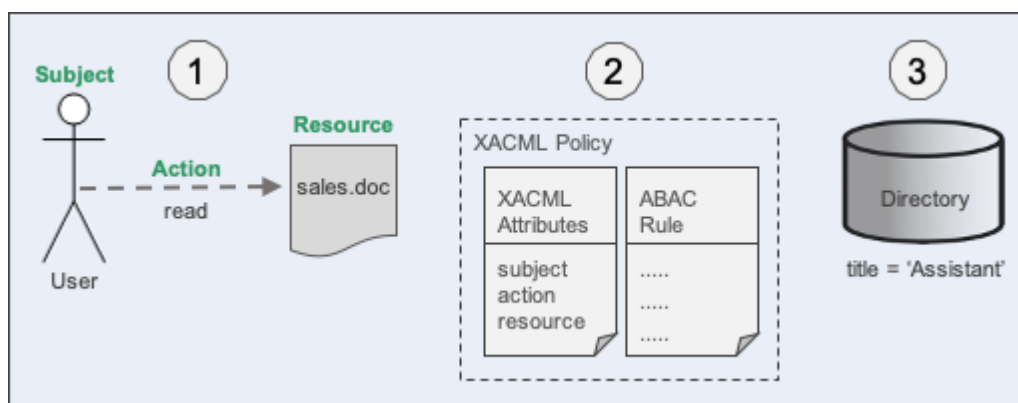 1
Subject
Action
read
User
Resource
sales.doc
2
XACML Policy
XACML
Attributes
subject
action
resource
ABAC
Rule
.....
.....
.....
3
Directory
title = ‘Assistant’